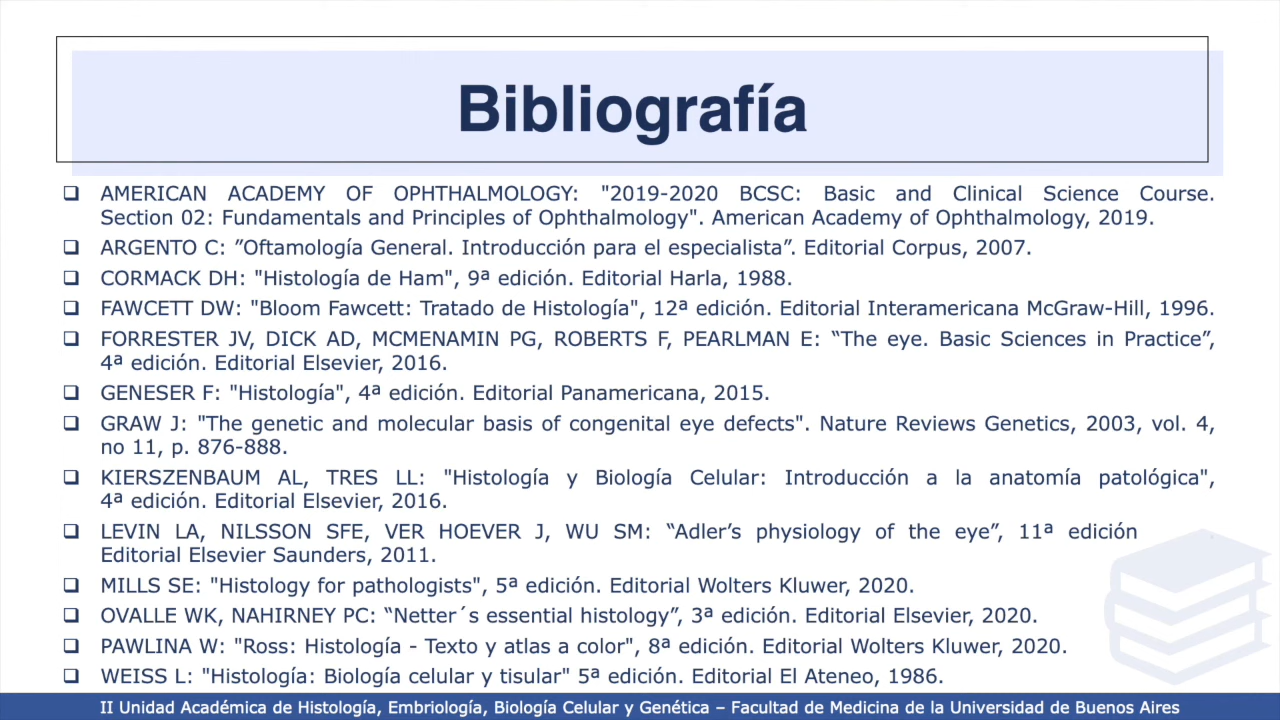 Bibliografía
❑ AMERICAN ACADEMY OF OPHTHALMOLOGY: "2019-2020 BCSC: Basic and Clinical Science Course.
Section 02: Fundamentals and Principles of Ophthalmology". American Academy of Ophthalmology, 2019.
❑ ARGENTO C: ”Oftamología General. Introducción para el especialista”. Editorial Corpus, 2007.
❑ CORMACK DH: "Histología de Ham", 9ª edición. Editorial Harla, 1988.
❑ FAWCETT DW: "Bloom Fawcett: Tratado de Histología", 12ª edición. Editorial Interamericana McGraw-Hill, 1996.
❑ FORRESTER JV, DICK AD, MCMENAMIN PG, ROBERTS F, PEARLMAN E: “The eye. Basic Sciences in Practice”,
4ª edición. Editorial Elsevier, 2016.
❑ GENESER F: "Histología", 4ª edición. Editorial Panamericana, 2015.
❑ GRAW J: "The genetic and molecular basis of congenital eye defects". Nature Reviews Genetics, 2003, vol. 4,
no 11, p. 876-888.
❑ KIERSZENBAUM AL, TRES LL: "Histología y Biología Celular: Introducción a la anatomía patológica",
4ª edición. Editorial Elsevier, 2016.
❑ LEVIN LA, NILSSON SFE, VER HOEVER J, WU SM: “Adler’s physiology of the eye”, 11ª edición
Editorial Elsevier Saunders, 2011.
❑ MILLS SE: "Histology for pathologists", 5ª edición. Editorial Wolters Kluwer, 2020.
❑ OVALLE WK, NAHIRNEY PC: “Netter´s essential histology”, 3ª edición. Editorial Elsevier, 2020.
❑ PAWLINA W: "Ross: Histología - Texto y atlas a color", 8ª edición. Editorial Wolters Kluwer, 2020.
❑ WEISS L: "Histología: Biología celular y tisular" 5ª edición. Editorial El Ateneo, 1986.
II Unidad Académica de Histología, Embriología, Biología Celular y Genética – Facultad de Medicina de la Universidad de Buenos Aires